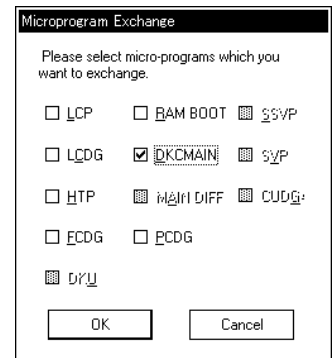 Microprogram Exchange
Please select micro-programs which you
want to exchange.
LCP RAM BOOT SSVP
LCDG DKCMAIN SVP
HTP MAIN DIFF CUDG
FCDG PCDG
DKU
OK Cancel